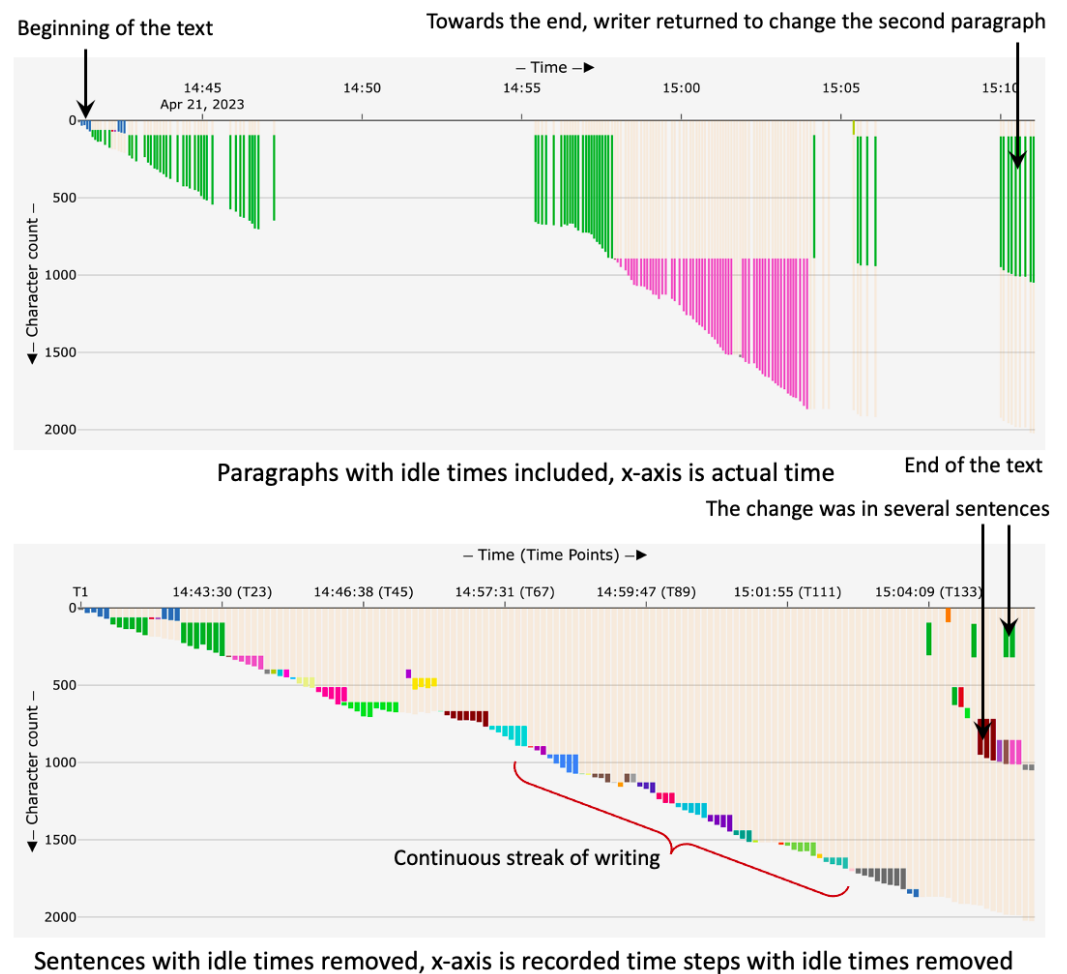 Beginning of the text
Towards the end, writer returned to change the second paragraph
– Time –►
14:45 14:50 14:55 15:00 15:05 15:10
Apr 21, 2023
0
500
1000
1500
2000
◄– Character count –
Paragraphs with idle times included, x-axis is actual time
End of the text
The change was in several sentences
– Time (Time Points) –►
T1 14:43:30 (T23) 14:46:38 (T45) 14:57:31 (T67) 14:59:47 (T89) 15:01:55 (T111) 15:04:09 (T133)
0
500
1000
1500
2000
◄– Character count –
Continuous streak of writing
Sentences with idle times removed, x-axis is recorded time steps with idle times removed